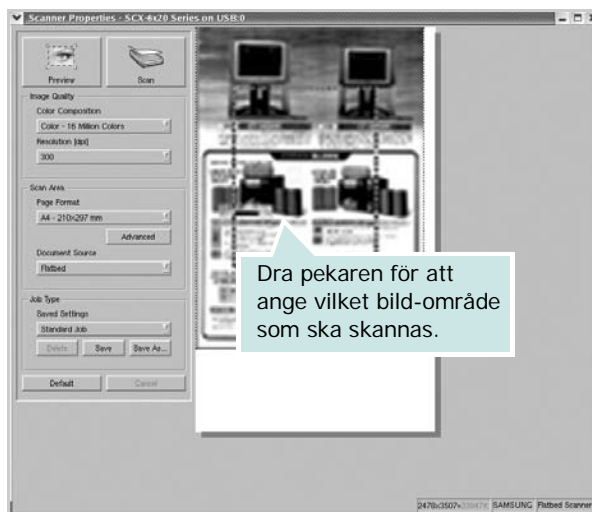 Scanner Properties - SCX-6x20 Series on USB:0
Preview
Scan
Image Quality
Color Composition
Color - 16 Million Colors
Resolution [dpi]
300
Scan Area
Page Format
A4 - 210x297 mm
Advanced
Document Source
Flatbed
Job Type
Saved Settings
Standard Job
Delete
Save
Save As...
Default
Cancel
Dra pekaren för att
ange vilket bild-område
som ska skannas.
SAMSUNG
Flatbed Scanner